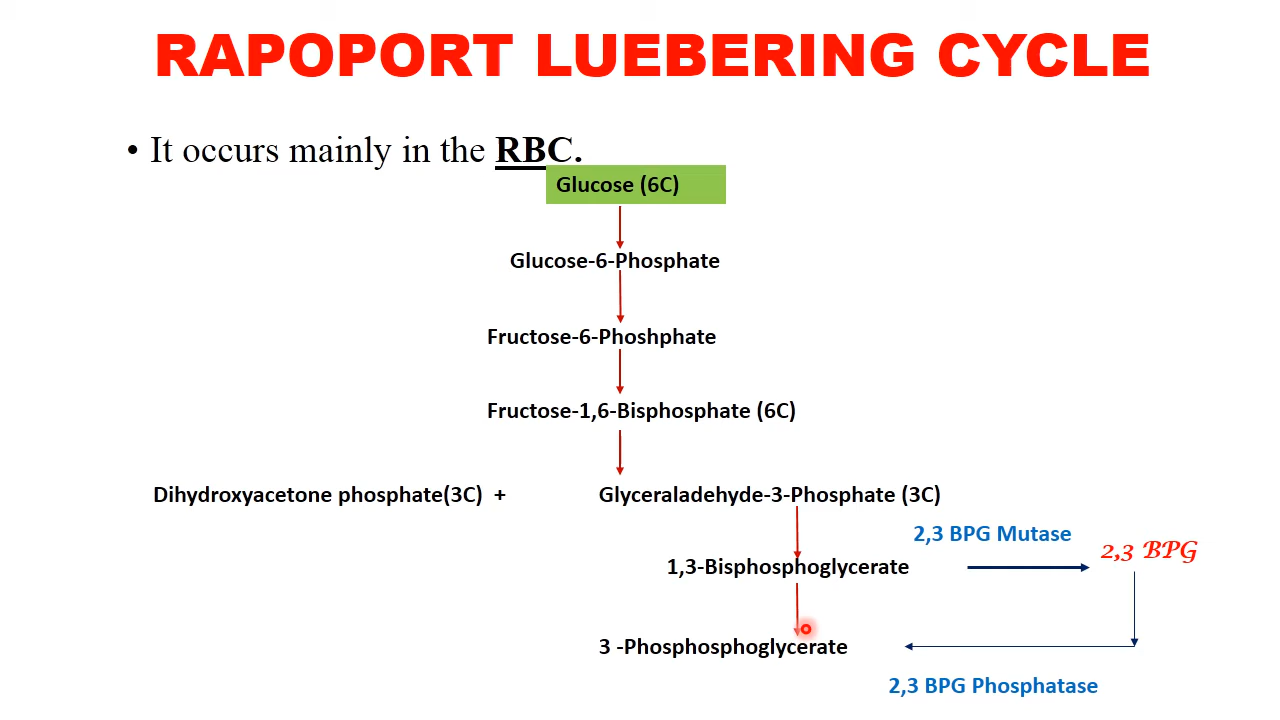 RAPOPORT LUEBERING CYCLE
• It occurs mainly in the RBC.
Glucose (6C)
Glucose-6-Phosphate
Fructose-6-Phoshphate
Fructose-1,6-Bisphosphate (6C)
Dihydroxyacetone phosphate(3C) + Glyceraladehyde-3-Phosphate (3C)
2,3 BPG Mutase
2,3 BPG
1,3-Bisphosphoglycerate
3 -Phosphosphoglycerate
2,3 BPG Phosphatase